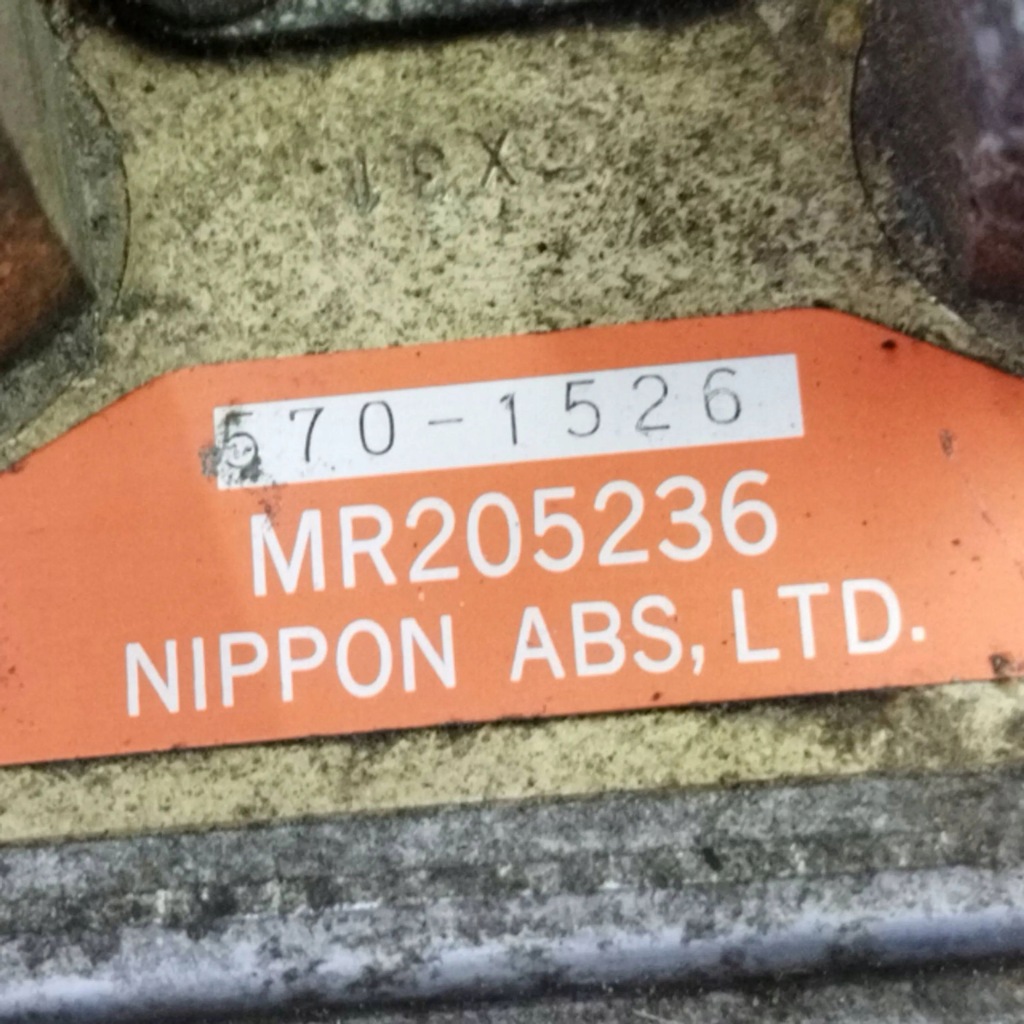 570-1526
MR205236
NIPPON ABS, LTD.